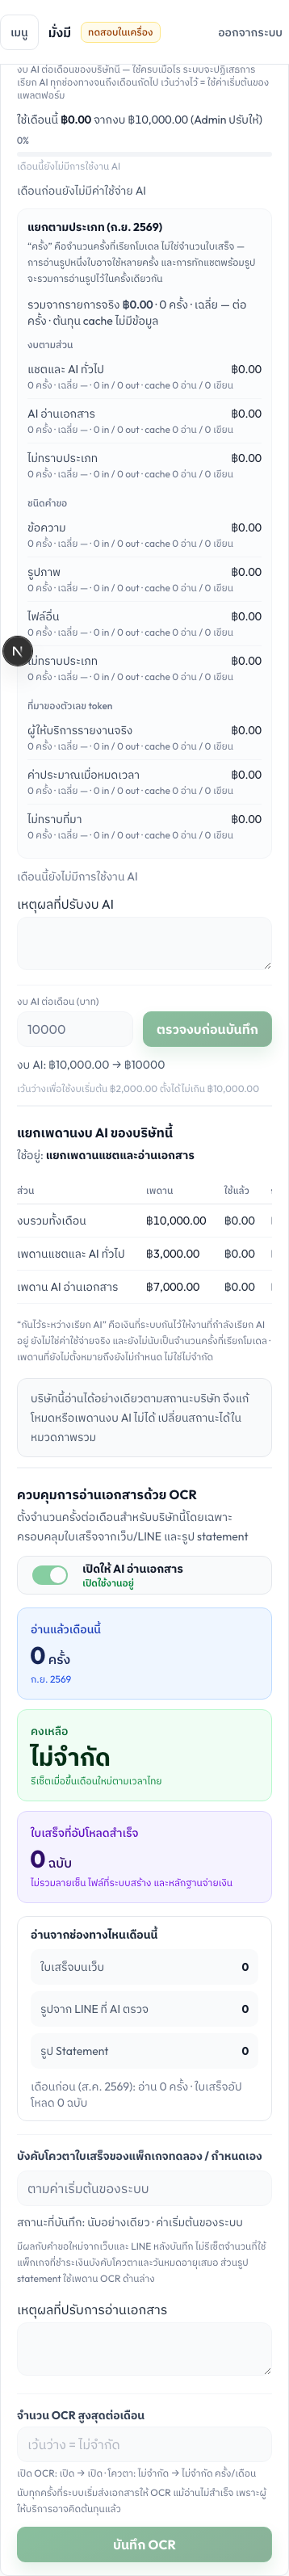 เมนู
มั่งมี
ทดสอบในเครื่อง
ออกจากระบบ
งบ AI ต่อเดือนของบริษัทนี้ — ใช้ครบเมื่อไร ระบบจะปฏิเสธการ
เรียก AI ทุกช่องทางจนถึงเดือนถัดไป เว้นว่างไว้ = ใช้ค่าเริ่มต้นของ
แพลตฟอร์ม
ใช้เดือนนี้ ฿0.00 จากงบ ฿10,000.00 (Admin ปรับให้)
0%
เดือนนี้ยังไม่มีการใช้งาน AI
เดือนก่อนยังไม่มีค่าใช้จ่าย AI
แยกตามประเภท (ก.ย. 2569)
“ครั้ง” คือจำนวนครั้งที่เรียกโมเดล ไม่ใช่จำนวนใบเสร็จ —
การอ่านรูปหนึ่งใบอาจใช้หลายครั้ง และการทักแชตพร้อมรูป
จะรวมการอ่านรูปไว้ในครั้งเดียวกัน
รวมจากรายการจริง ฿0.00 · 0 ครั้ง · เฉลี่ย — ต่อ
ครั้ง · ต้นทุน cache ไม่มีข้อมูล
งบตามส่วน
แชตและ AI ทั่วไป ฿0.00
0 ครั้ง · เฉลี่ย — · 0 in / 0 out · cache 0 อ่าน / 0 เขียน
AI อ่านเอกสาร ฿0.00
0 ครั้ง · เฉลี่ย — · 0 in / 0 out · cache 0 อ่าน / 0 เขียน
ไม่ทราบประเภท ฿0.00
0 ครั้ง · เฉลี่ย — · 0 in / 0 out · cache 0 อ่าน / 0 เขียน
ชนิดคำขอ
ข้อความ ฿0.00
0 ครั้ง · เฉลี่ย — · 0 in / 0 out · cache 0 อ่าน / 0 เขียน
รูปภาพ ฿0.00
0 ครั้ง · เฉลี่ย — · 0 in / 0 out · cache 0 อ่าน / 0 เขียน
ไฟล์อื่น ฿0.00
0 ครั้ง · เฉลี่ย — · 0 in / 0 out · cache 0 อ่าน / 0 เขียน
N
ไม่ทราบประเภท ฿0.00
0 ครั้ง · เฉลี่ย — · 0 in / 0 out · cache 0 อ่าน / 0 เขียน
ที่มาของตัวเลข token
ผู้ให้บริการรายงานจริง ฿0.00
0 ครั้ง · เฉลี่ย — · 0 in / 0 out · cache 0 อ่าน / 0 เขียน
ค่าประมาณเมื่อหมดเวลา ฿0.00
0 ครั้ง · เฉลี่ย — · 0 in / 0 out · cache 0 อ่าน / 0 เขียน
ไม่ทราบที่มา ฿0.00
0 ครั้ง · เฉลี่ย — · 0 in / 0 out · cache 0 อ่าน / 0 เขียน
เดือนนี้ยังไม่มีการใช้งาน AI
เหตุผลที่ปรับงบ AI
งบ AI ต่อเดือน (บาท)
10000
ตรวจงบก่อนบันทึก
งบ AI: ฿10,000.00 → ฿10000
เว้นว่างเพื่อใช้งบเริ่มต้น ฿2,000.00 ตั้งได้ไม่เกิน ฿10,000.00
แยกเพดานงบ AI ของบริษัทนี้
ใช้อยู่: แยกเพดานแชตและอ่านเอกสาร
ส่วน เพดาน ใช้แล้ว
งบรวมทั้งเดือน ฿10,000.00 ฿0.00
เพดานแชตและ AI ทั่วไป ฿3,000.00 ฿0.00
เพดาน AI อ่านเอกสาร ฿7,000.00 ฿0.00
“กันไว้ระหว่างเรียก AI” คือเงินที่ระบบกันไว้ให้งานที่กำลังเรียก AI
อยู่ ยังไม่ใช่ค่าใช้จ่ายจริง และยังไม่นับเป็นจำนวนครั้งที่เรียกโมเดล ·
เพดานที่ยังไม่ตั้งหมายถึงยังไม่กำหนด ไม่ใช่ไม่จำกัด
บริษัทนี้อ่านได้อย่างเดียวตามสถานะบริษัท จึงแก้
โหมดหรือเพดานงบ AI ไม่ได้ เปลี่ยนสถานะได้ใน
หมวดภาพรวม
ควบคุมการอ่านเอกสารด้วย OCR
ตั้งจำนวนครั้งต่อเดือนสำหรับบริษัทนี้โดยเฉพาะ
ครอบคลุมใบเสร็จจากเว็บ/LINE และรูป statement
เปิดให้ AI อ่านเอกสาร
เปิดใช้งานอยู่
อ่านแล้วเดือนนี้
0 ครั้ง
ก.ย. 2569
คงเหลือ
ไม่จำกัด
รีเซ็ตเมื่อขึ้นเดือนใหม่ตามเวลาไทย
ใบเสร็จที่อัปโหลดสำเร็จ
0 ฉบับ
ไม่รวมลายเซ็น ไฟล์ที่ระบบสร้าง และหลักฐานจ่ายเงิน
อ่านจากช่องทางไหนเดือนนี้
ใบเสร็จบนเว็บ 0
รูปจาก LINE ที่ AI ตรวจ 0
รูป Statement 0
เดือนก่อน (ส.ค. 2569): อ่าน 0 ครั้ง · ใบเสร็จอัป
โหลด 0 ฉบับ
บังคับโควตาใบเสร็จของแพ็กเกจทดลอง / กำหนดเอง
ตามค่าเริ่มต้นของระบบ
สถานะที่บันทึก: นับอย่างเดียว · ค่าเริ่มต้นของระบบ
มีผลกับคำขอใหม่จากเว็บและ LINE หลังบันทึก ไม่รีเซ็ตจำนวนที่ใช้
แพ็กเกจที่ชำระเงินบังคับโควตาและวันหมดอายุเสมอ ส่วนรูป
statement ใช้เพดาน OCR ด้านล่าง
เหตุผลที่ปรับการอ่านเอกสาร
จำนวน OCR สูงสุดต่อเดือน
เว้นว่าง = ไม่จำกัด
เปิด OCR: เปิด → เปิด · โควตา: ไม่จำกัด → ไม่จำกัด ครั้ง/เดือน
นับทุกครั้งที่ระบบเริ่มส่งเอกสารให้ OCR แม้อ่านไม่สำเร็จ เพราะผู้
ให้บริการอาจคิดต้นทุนแล้ว
บันทึก OCR